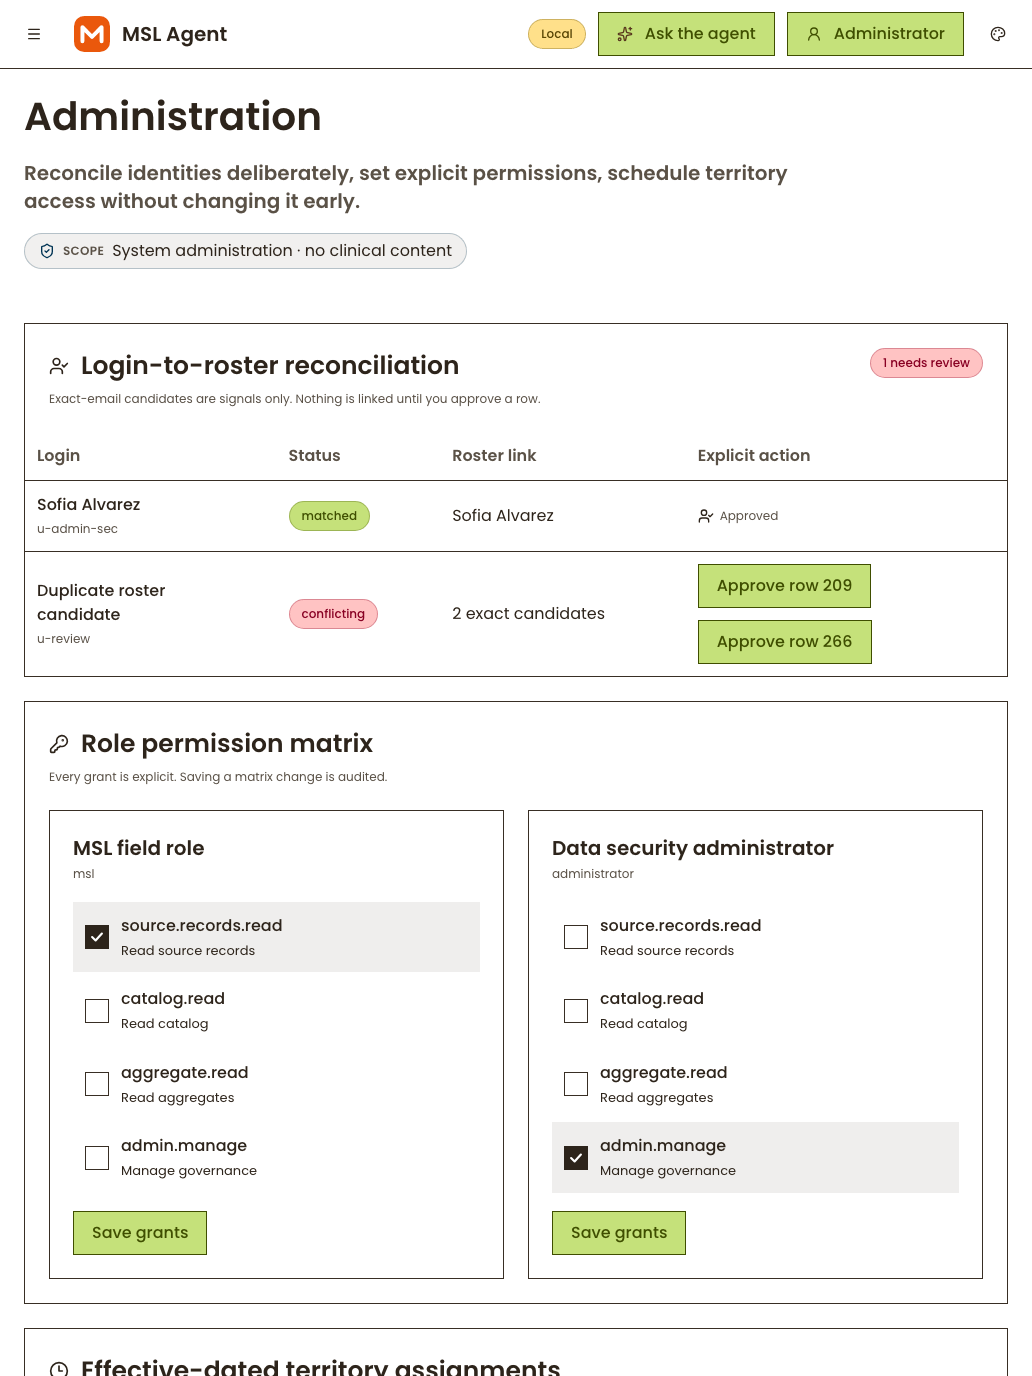 MSL Agent
Local
Ask the agent
Administrator
Administration
Reconcile identities deliberately, set explicit permissions, schedule territory
access without changing it early.
SCOPE System administration · no clinical content
Login-to-roster reconciliation
1 needs review
Exact-email candidates are signals only. Nothing is linked until you approve a row.
Login Status Roster link Explicit action
Sofia Alvarez
u-admin-sec
matched
Sofia Alvarez
Approved
Duplicate roster
candidate
u-review
conflicting
2 exact candidates
Approve row 209
Approve row 266
Role permission matrix
Every grant is explicit. Saving a matrix change is audited.
MSL field role
msl
source.records.read
Read source records
catalog.read
Read catalog
aggregate.read
Read aggregates
admin.manage
Manage governance
Save grants
Data security administrator
administrator
source.records.read
Read source records
catalog.read
Read catalog
aggregate.read
Read aggregates
admin.manage
Manage governance
Save grants
Effective-dated territory assignments